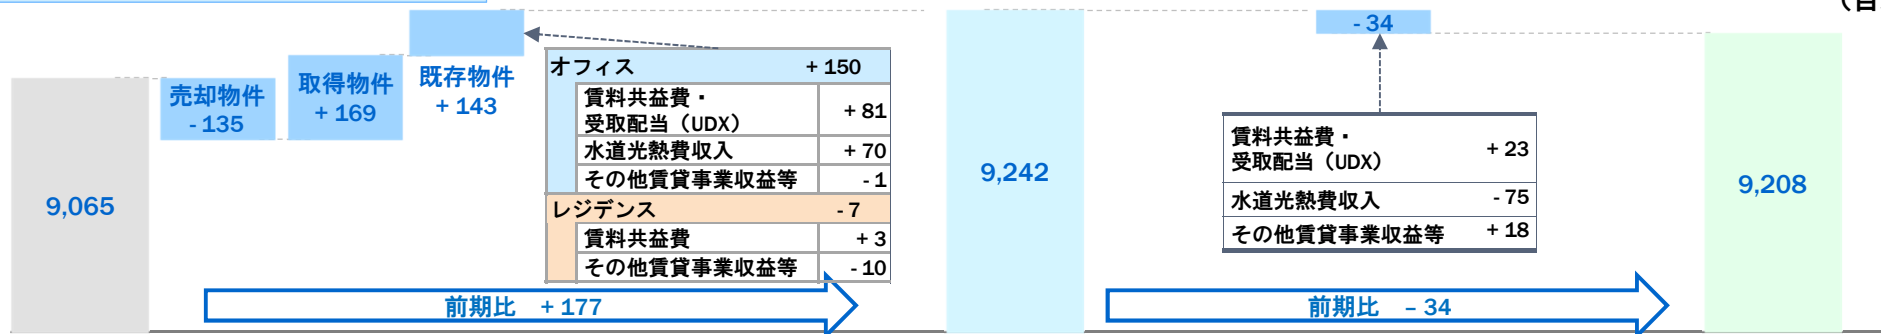 (百
9,065
売却物件
- 135
取得物件
+ 169
既存物件
+ 143
オフィス + 150
賃料共益費・
受取配当（UDX） + 81
水道光熱費収入 + 70
その他賃貸事業収益等 - 1
レジデンス - 7
賃料共益費 + 3
その他賃貸事業収益等 - 10
前期比 + 177
9,242
- 34
賃料共益費・
受取配当（UDX） + 23
水道光熱費収入 - 75
その他賃貸事業収益等 + 18
前期比 – 34
9,208